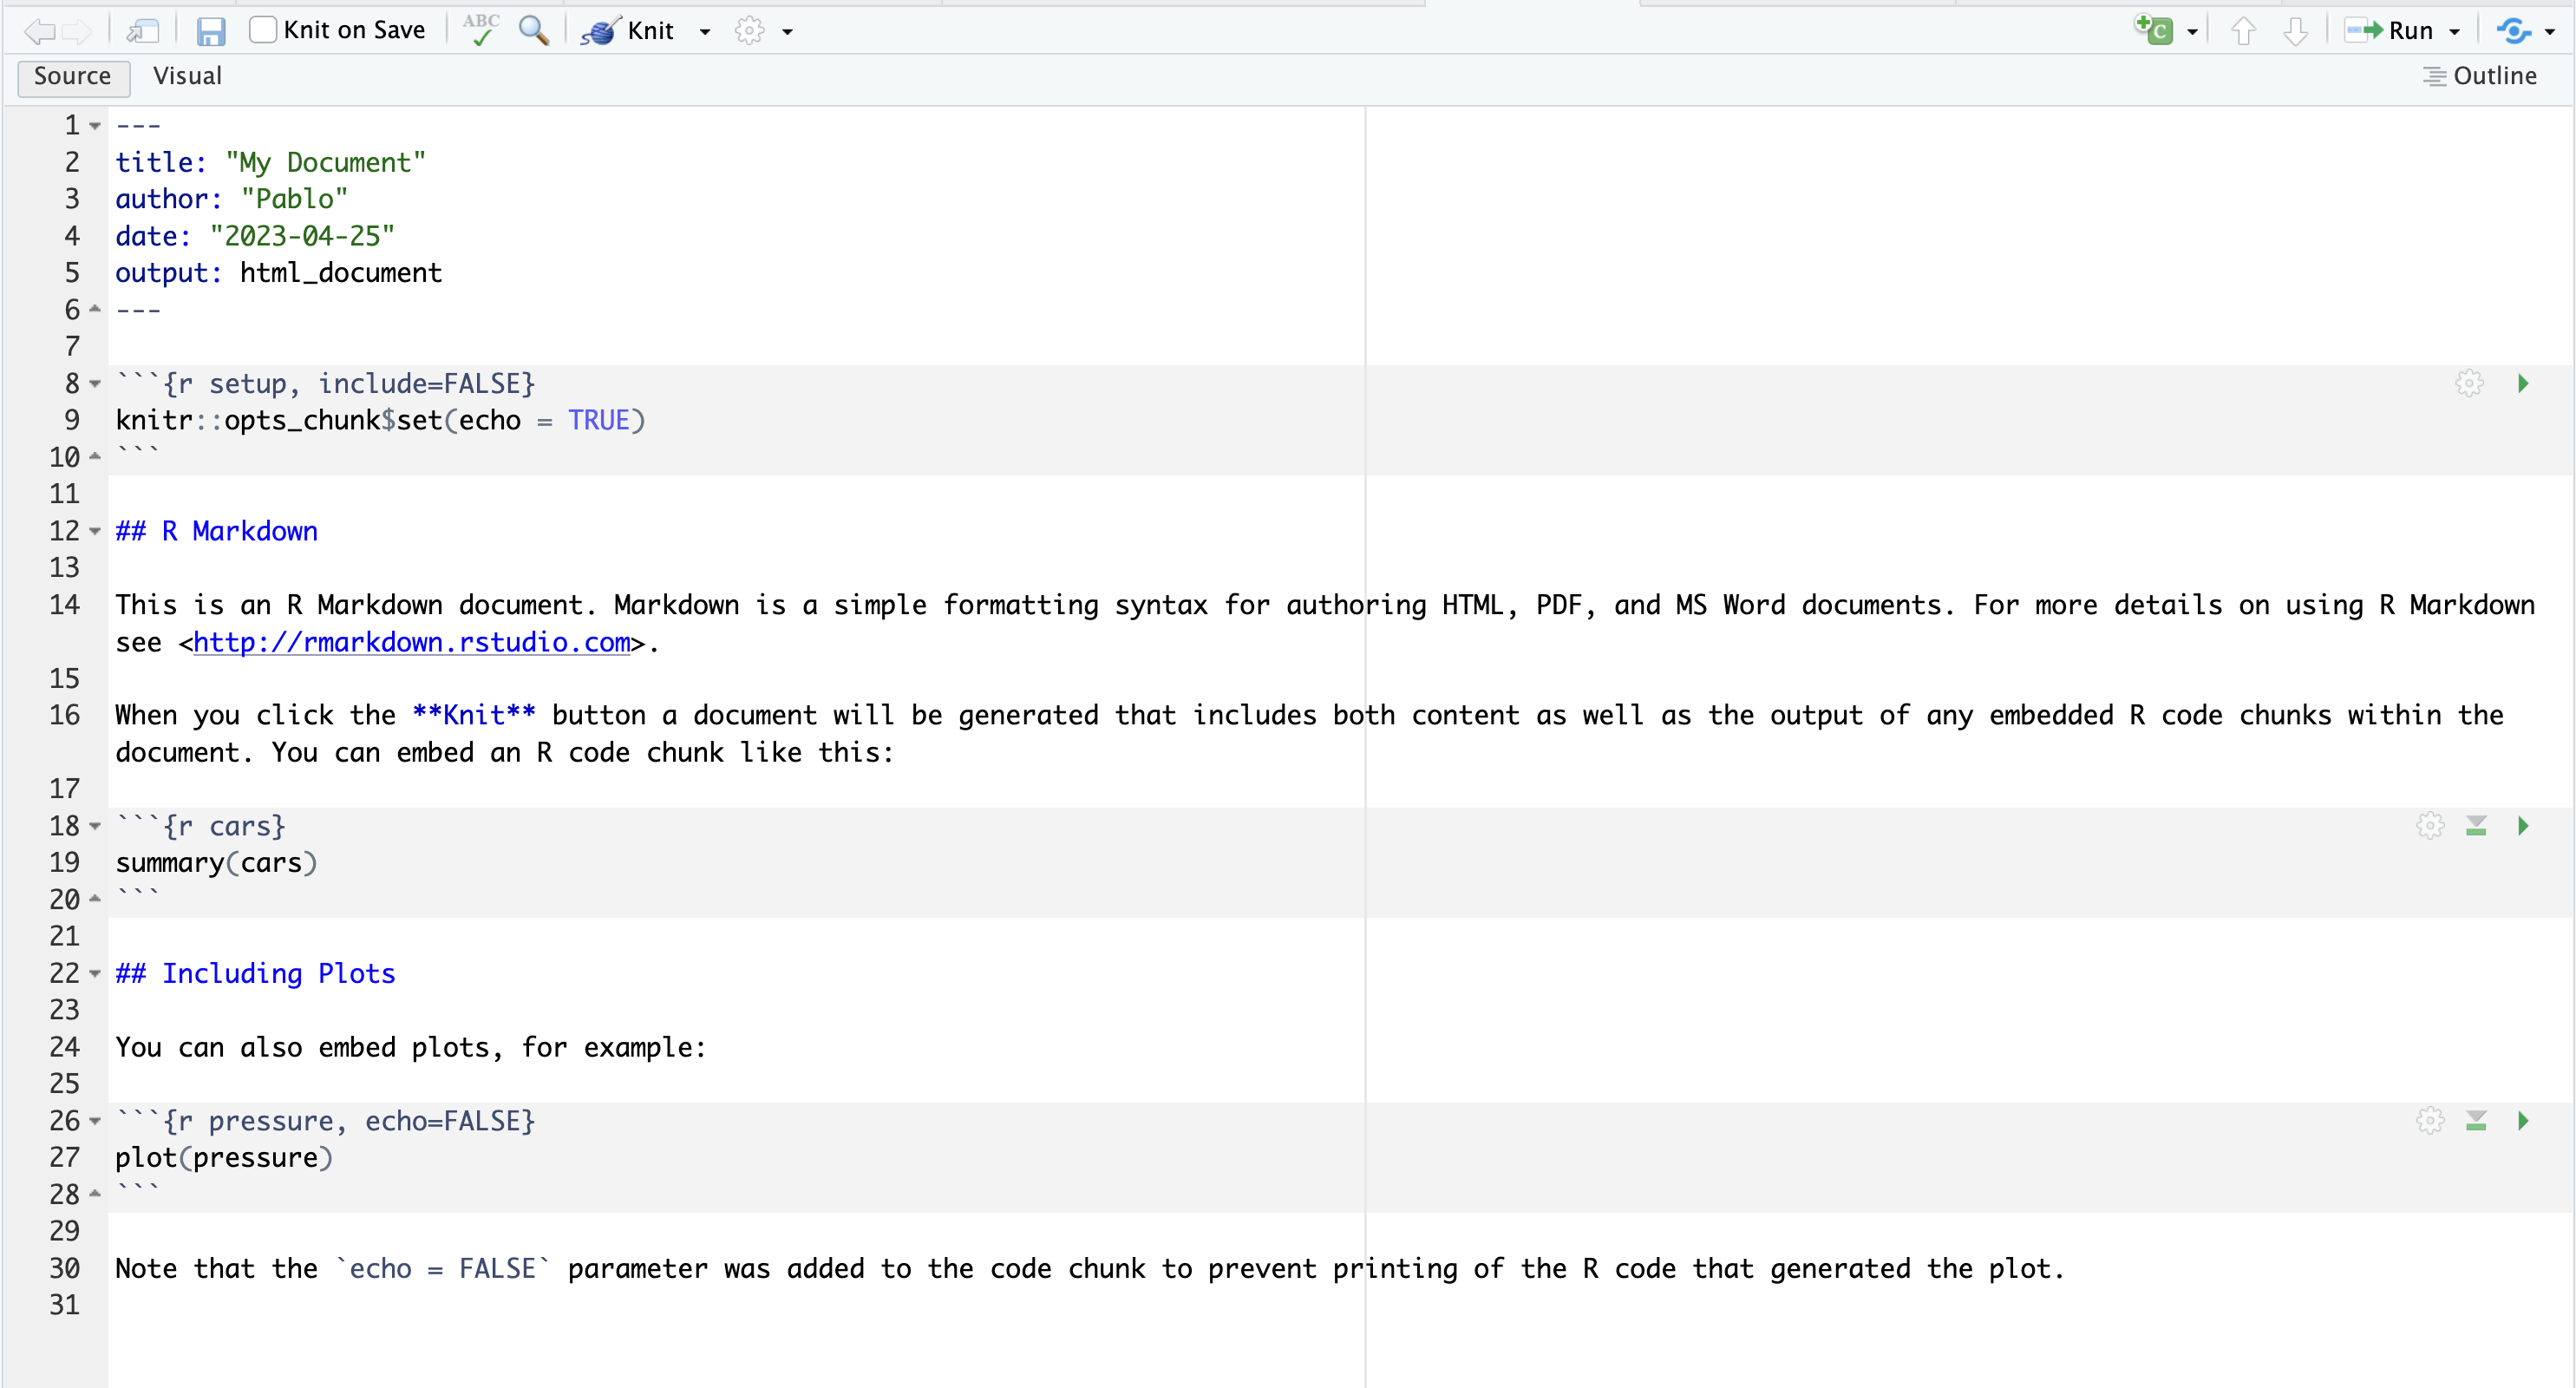 Knit on Save ABC Knit C Run
Source Visual Outline
1 ---
2 title: "My Document"
3 author: "Pablo"
4 date: "2023-04-25"
5 output: html_document
6 ---
7
8 ```{r setup, include=FALSE}
9 knitr::opts_chunk$set(echo = TRUE)
10 ```
11
12 ## R Markdown
13
14 This is an R Markdown document. Markdown is a simple formatting syntax for authoring HTML, PDF, and MS Word documents. For more details on using R Markdown
see <http://rmarkdown.rstudio.com>.
15
16 When you click the **Knit** button a document will be generated that includes both content as well as the output of any embedded R code chunks within the
document. You can embed an R code chunk like this:
17
18 ```{r cars}
19 summary(cars)
20 ```
21
22 ## Including Plots
23
24 You can also embed plots, for example:
25
26 ```{r pressure, echo=FALSE}
27 plot(pressure)
28 ```
29
30 Note that the `echo = FALSE` parameter was added to the code chunk to prevent printing of the R code that generated the plot.
31